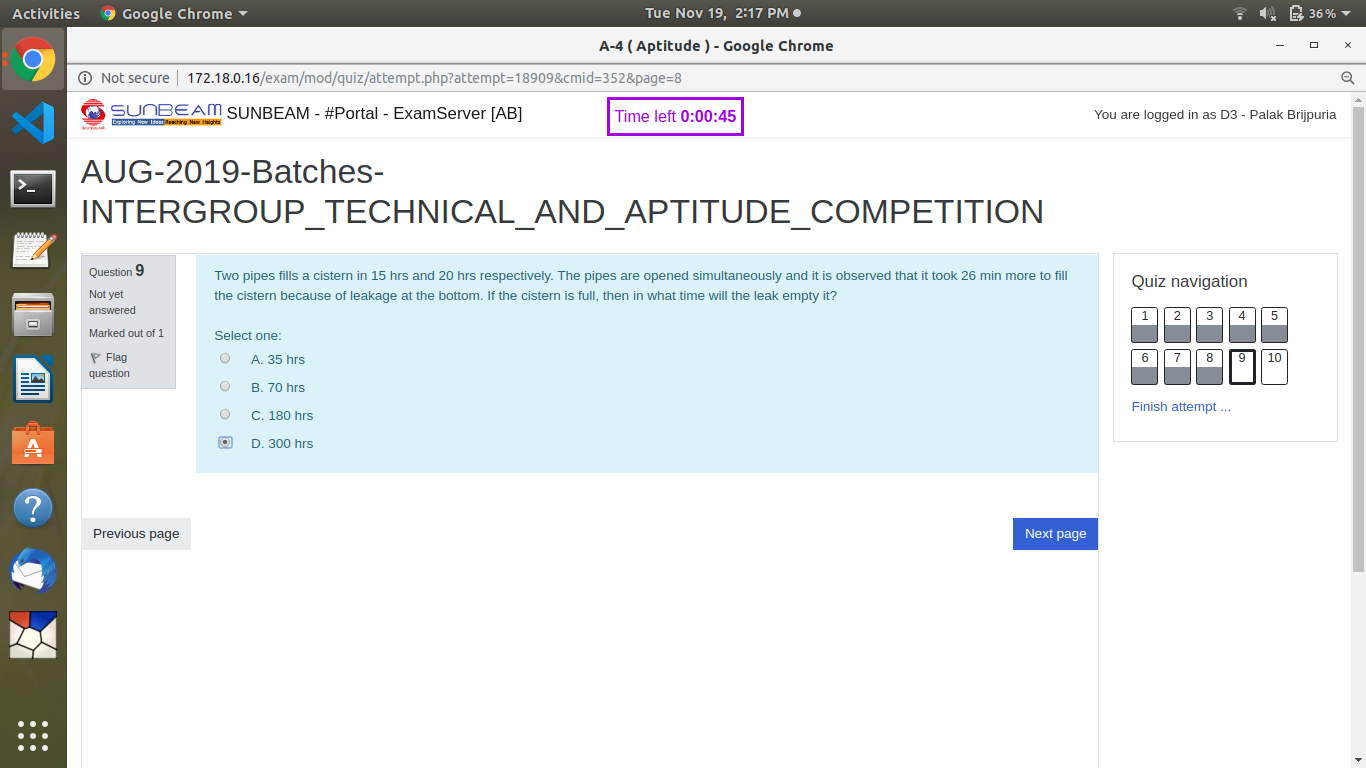 Activities Google Chrome Tue Nov 19, 2:17 PM 36%
A-4 ( Aptitude ) - Google Chrome
Not secure 172.18.0.16/exam/mod/quiz/attempt.php?attempt=18909&cmid=352&page=8
SUNBEAM SUNBEAM - #Portal - ExamServer [AB] Time left 0:00:45 You are logged in as D3 - Palak Brijpuria
Exploring New Ideas Reaching New Heights
SUNBEAM
AUG-2019-Batches-
INTERGROUP_TECHNICAL_AND_APTITUDE_COMPETITION
Question 9
Not yet
answered
Marked out of 1
Flag
question
Two pipes fills a cistern in 15 hrs and 20 hrs respectively. The pipes are opened simultaneously and it is observed that it took 26 min more to fill
the cistern because of leakage at the bottom. If the cistern is full, then in what time will the leak empty it?
Select one:
A. 35 hrs
B. 70 hrs
C. 180 hrs
D. 300 hrs
Previous page
Next page
Quiz navigation
1 2 3 4 5
6 7 8 9 10
Finish attempt ...